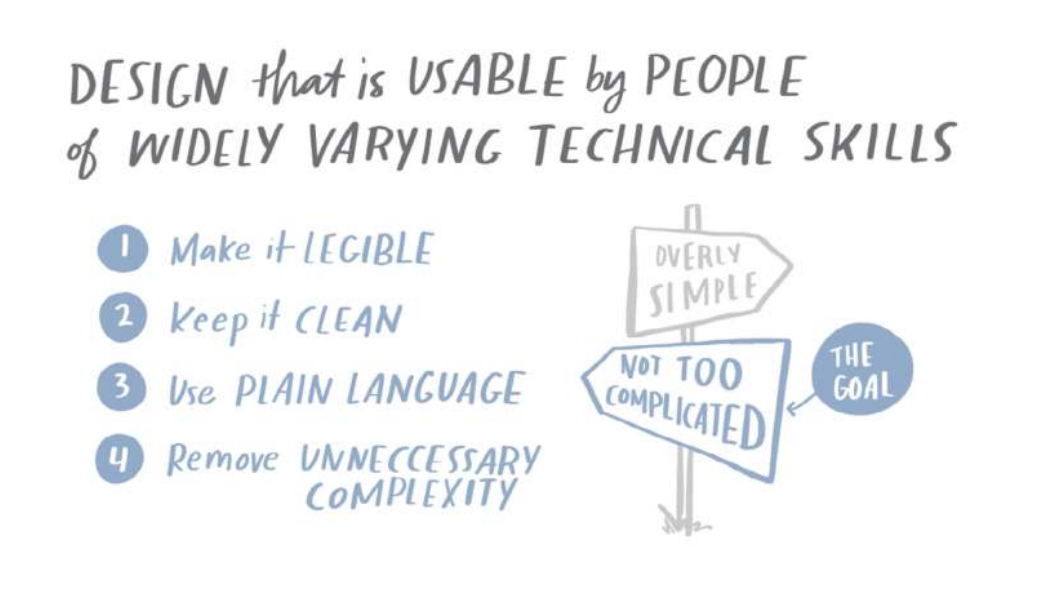 DESIGN that is USABLE by PEOPLE
of WIDELY VARYING TECHNICAL SKILLS
1 Make it LEGIBLE
2 Keep it CLEAN
3 Use PLAIN LANGUAGE
4 Remove UNNECCESSARY
COMPLEXITY
OVERLY
SIMPLE
NOT TOO
COMPLICATED
THE
GOAL